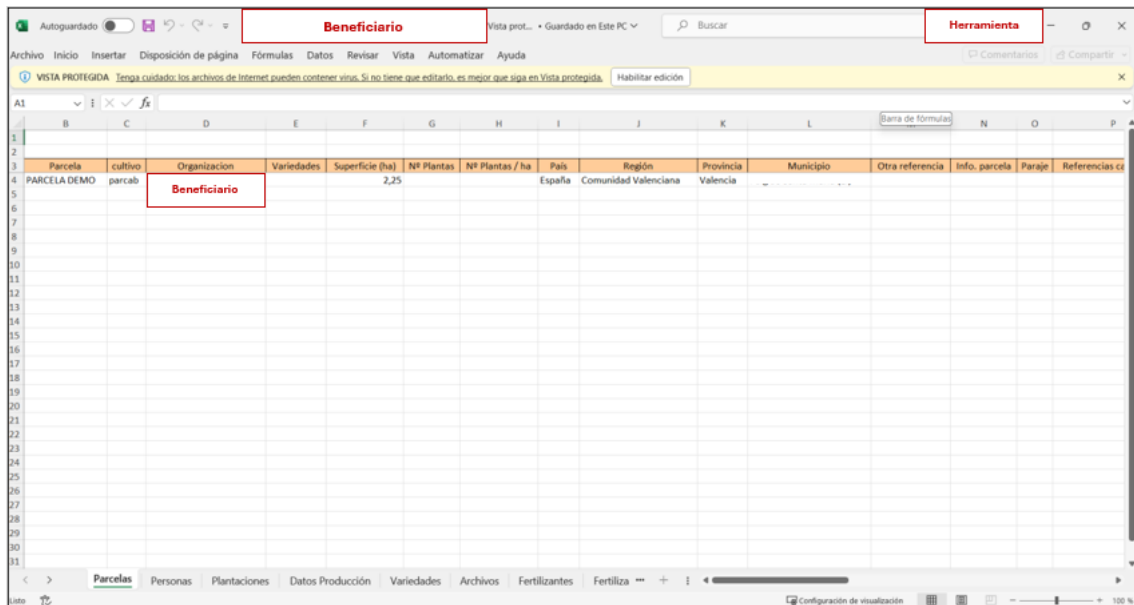 Autoguardado Beneficiario Vista prot... • Guardado en Este PC Buscar Herramienta
Archivo Inicio Insertar Disposición de página Fórmulas Datos Revisar Vista Automatizar Ayuda Comentarios Compartir
VISTA PROTEGIDA Tenga cuidado: los archivos de Internet pueden contener virus. Si no tiene que editarlo, es mejor que siga en Vista protegida. Habilitar edición
A1 fx
Barra de fórmulas
B C D E F G H I J K L N O P
1
2
3 Parcela cultivo Organizacion Variedades Superficie (ha) Nº Plantas Nº Plantas / ha País Región Provincia Municipio Otra referencia Info. parcela Paraje Referencias ca
4 PARCELA DEMO parcab Beneficiario 2,25 España Comunidad Valenciana Valencia
5
6
7
8
9
10
11
12
13
14
15
16
17
18
19
20
21
22
23
24
25
26
27
28
29
30
31
Parcelas Personas Plantaciones Datos Producción Variedades Archivos Fertilizantes Fertiliza ...
Listo Configuración de visualización 100 %